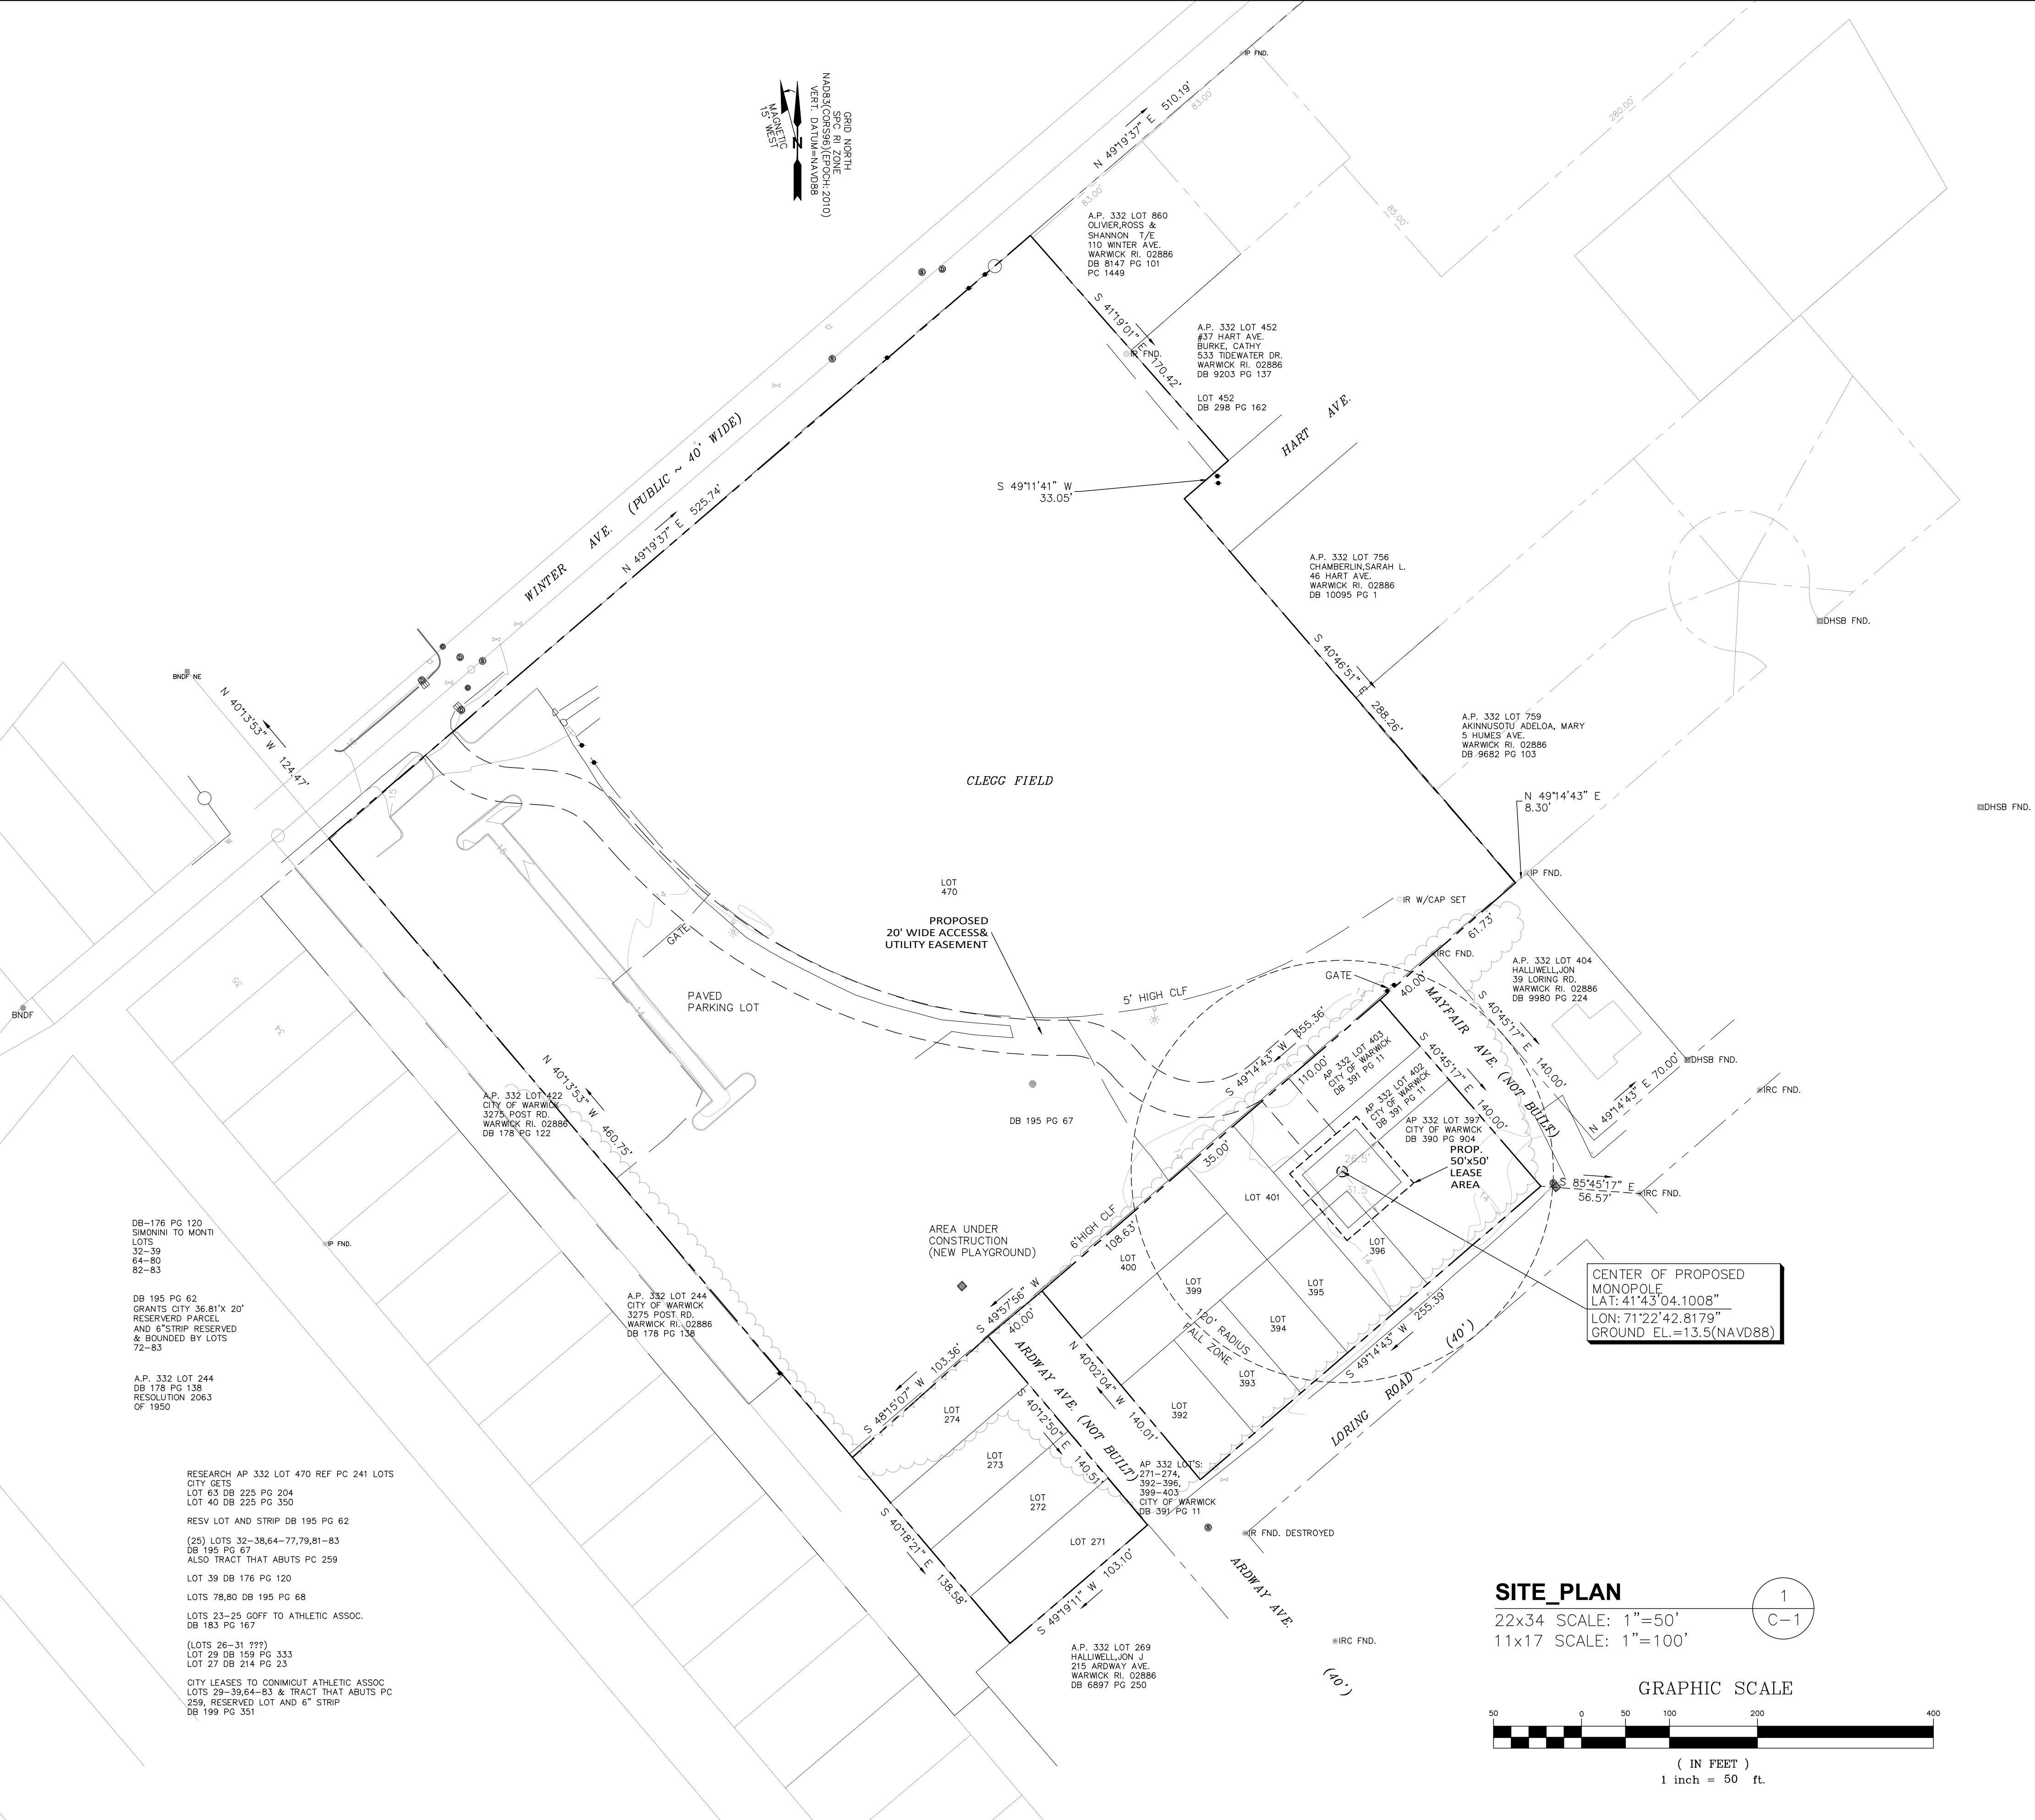 GRID NORTH
SPC RI ZONE
NAD83(CORS96)(EPOCH: 2010)
VERT. DATUM=NAVD88
N
MAGNETIC
15° WEST
IP FND.
N 49°19'37" E 510.19'
83.00'
83.00'
280.00'
85.00'
A.P. 332 LOT 860
OLIVIER,ROSS &
SHANNON T/E
110 WINTER AVE.
WARWICK RI. 02886
DB 8147 PG 101
PC 1449
S 41°19'01" E 170.42'
IR FND.
A.P. 332 LOT 452
#37 HART AVE.
BURKE, CATHY
533 TIDEWATER DR.
WARWICK RI. 02886
DB 9203 PG 137
LOT 452
DB 298 PG 162
HART AVE.
S 49°11'41" W
33.05'
WINTER AVE. (PUBLIC ~ 40' WIDE)
N 49°19'37" E 525.74'
A.P. 332 LOT 756
CHAMBERLIN,SARAH L.
46 HART AVE.
WARWICK RI. 02886
DB 10095 PG 1
DHSB FND.
S 40°46'51" E 288.26'
BNDF NE
N 40°13'53" W 124.47'
A.P. 332 LOT 759
AKINNUSOTU ADELOA, MARY
5 HUMES AVE.
WARWICK RI. 02886
DB 9682 PG 103
CLEGG FIELD
N 49°14'43" E
8.30'
DHSB FND.
15
15
IP FND.
LOT
470
IR W/CAP SET
PROPOSED
20' WIDE ACCESS&
UTILITY EASEMENT
GATE
61.73'
IRC FND.
A.P. 332 LOT 404
HALLIWELL,JON
39 LORING RD.
WARWICK RI. 02886
DB 9980 PG 224
GATE
40.00'
PAVED
PARKING LOT
14
5' HIGH CLF
BNDF
35
34
MAYFAIR AVE. (NOT BUILT)
S 40°45'17" E 140.00'
S 49°14'43" W 355.36'
110.00'
AP 332 LOT 403
CITY OF WARWICK
DB 391 PG 11
S 40°45'17" E 140.00'
DHSB FND.
N 49°14'43" E 70.00'
IRC FND.
AP 332 LOT 402
CTY OF WARWICK
DB 391 PG 11
N 40°13'53" W 460.75'
A.P. 332 LOT 422
CITY OF WARWICK
3275 POST RD.
WARWICK RI. 02886
DB 178 PG 122
DB 195 PG 67
AP 332 LOT 397
CITY OF WARWICK
DB 390 PG 904
PROP.
50'x50'
LEASE
AREA
26.5'
31.5'
35.00'
LOT 401
14
14
S 85°45'17" E
56.57'
IRC FND.
DB-176 PG 120
SIMONINI TO MONTI
LOTS
32-39
64-80
82-83
IP FND.
AREA UNDER
CONSTRUCTION
(NEW PLAYGROUND)
6'HIGH CLF
108.63'
LOT
400
LOT
396
LOT
399
LOT
395
CENTER OF PROPOSED
MONOPOLE
LAT: 41°43'04.1008"
LON: 71°22'42.8179"
GROUND EL.=13.5(NAVD88)
DB 195 PG 62
GRANTS CITY 36.81'X 20'
RESERVERD PARCEL
AND 6"STRIP RESERVED
& BOUNDED BY LOTS
72-83
A.P. 332 LOT 244
CITY OF WARWICK
3275 POST RD.
WARWICK RI. 02886
DB 178 PG 138
S 49°57'56" W
40.00'
120' RADIUS
FALL ZONE
LOT
394
LOT
393
S 49°14'43" W 255.39'
LORING ROAD (40')
A.P. 332 LOT 244
DB 178 PG 138
RESOLUTION 2063
OF 1950
S 48°15'07" W 103.36'
ARDWAY AVE. (NOT BUILT)
N 40°02'04" W 140.01'
S 40°12'50" E 140.51'
LOT
392
LOT
274
LOT
273
LOT
272
LOT 271
AP 332 LOT'S:
271-274,
392-396,
399-403
CITY OF WARWICK
DB 391 PG 11
IR FND. DESTROYED
S 40°18'21" E 138.58'
S 49°19'11" W 103.10'
ARDWAY AVE. (40')
IRC FND.
A.P. 332 LOT 269
HALLIWELL,JON J
215 ARDWAY AVE.
WARWICK RI. 02886
DB 6897 PG 250
RESEARCH AP 332 LOT 470 REF PC 241 LOTS
CITY GETS
LOT 63 DB 225 PG 204
LOT 40 DB 225 PG 350
RESV LOT AND STRIP DB 195 PG 62
(25) LOTS 32-38,64-77,79,81-83
DB 195 PG 67
ALSO TRACT THAT ABUTS PC 259
LOT 39 DB 176 PG 120
LOTS 78,80 DB 195 PG 68
LOTS 23-25 GOFF TO ATHLETIC ASSOC.
DB 183 PG 167
(LOTS 26-31 ???)
LOT 29 DB 159 PG 333
LOT 27 DB 214 PG 23
CITY LEASES TO CONIMICUT ATHLETIC ASSOC
LOTS 29-39,64-83 & TRACT THAT ABUTS PC
259, RESERVED LOT AND 6" STRIP
DB 199 PG 351
SITE_PLAN
22x34 SCALE: 1"=50'
11x17 SCALE: 1"=100'
1
C-1
GRAPHIC SCALE
50 0 50 100 200 400
( IN FEET )
1 inch = 50 ft.